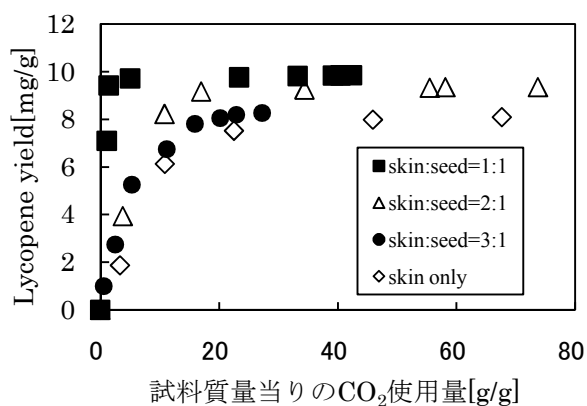 Lycopene yield[mg/g]
12
10
8
6
4
2
0
skin:seed=1:1
skin:seed=2:1
skin:seed=3:1
skin only
0 20 40 60 80
試料質量当りのCO₂使用量[g/g]